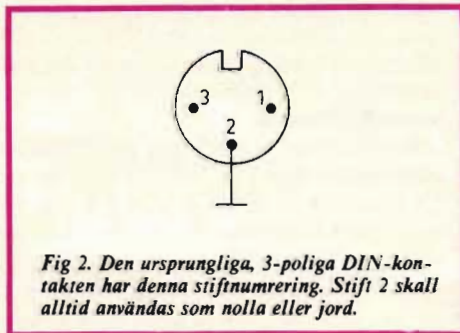 3 1
2
Fig 2. Den ursprungliga, 3-poliga DIN-kon-
takten har denna stiftnumrering. Stift 2 skall
alltid användas som nolla eller jord.